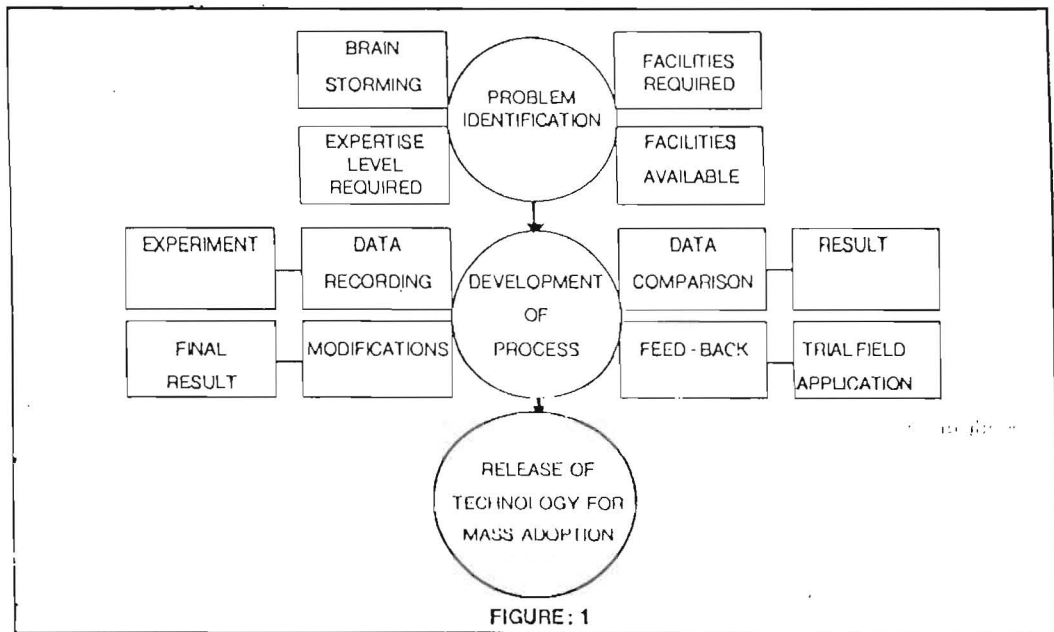 BRAIN
STORMING
PROBLEM
IDENTIFICATION
FACILITIES
REQUIRED
EXPERTISE
LEVEL
REQUIRED
FACILITIES
AVAILABLE
EXPERIMENT
DATA
RECORDING
DEVELOPMENT
OF
PROCESS
DATA
COMPARISON
RESULT
FINAL
RESULT
MODIFICATIONS
FEED-BACK
TRIAL FIELD
APPLICATION
RELEASE OF
TECHNOLOGY FOR
MASS ADOPTION
FIGURE: 1